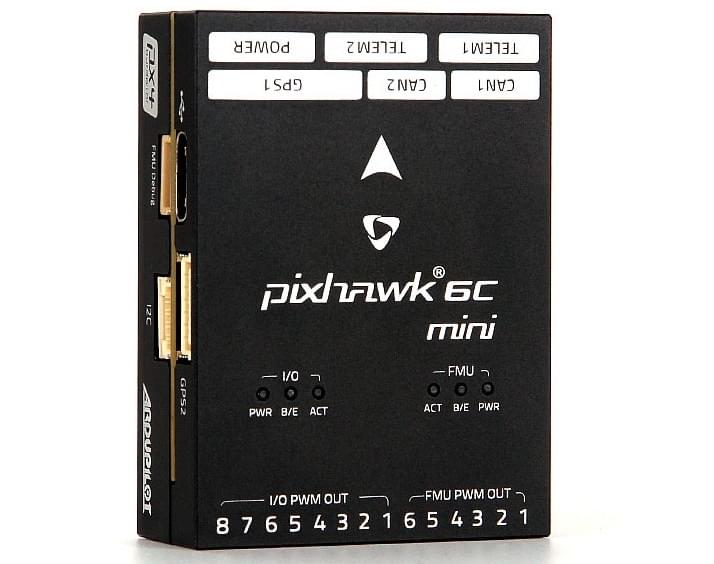 POWER TELEM2 TELEM1
GPS1 CAN2 CAN1
pixhawk® 6C
mini
I/O
PWR B/E ACT
FMU
ACT B/E PWR
I/O PWM OUT
8 7 6 5 4 3 2 1
FMU PWM OUT
6 5 4 3 2 1
px4
FMU Debug
I2C
GPS2
ARDUPILOT